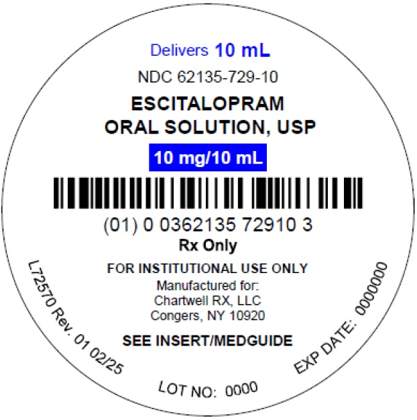 Delivers 10 mL
NDC 62135-729-10
ESCITALOPRAM
ORAL SOLUTION, USP
10 mg/10 mL
(01) 0 0362135 72910 3
Rx Only
FOR INSTITUTIONAL USE ONLY
Manufactured for:
Chartwell RX, LLC
Congers, NY 10920
SEE INSERT/MEDGUIDE
L72570 Rev. 01 02/25
LOT NO: 0000
EXP DATE: 0000000